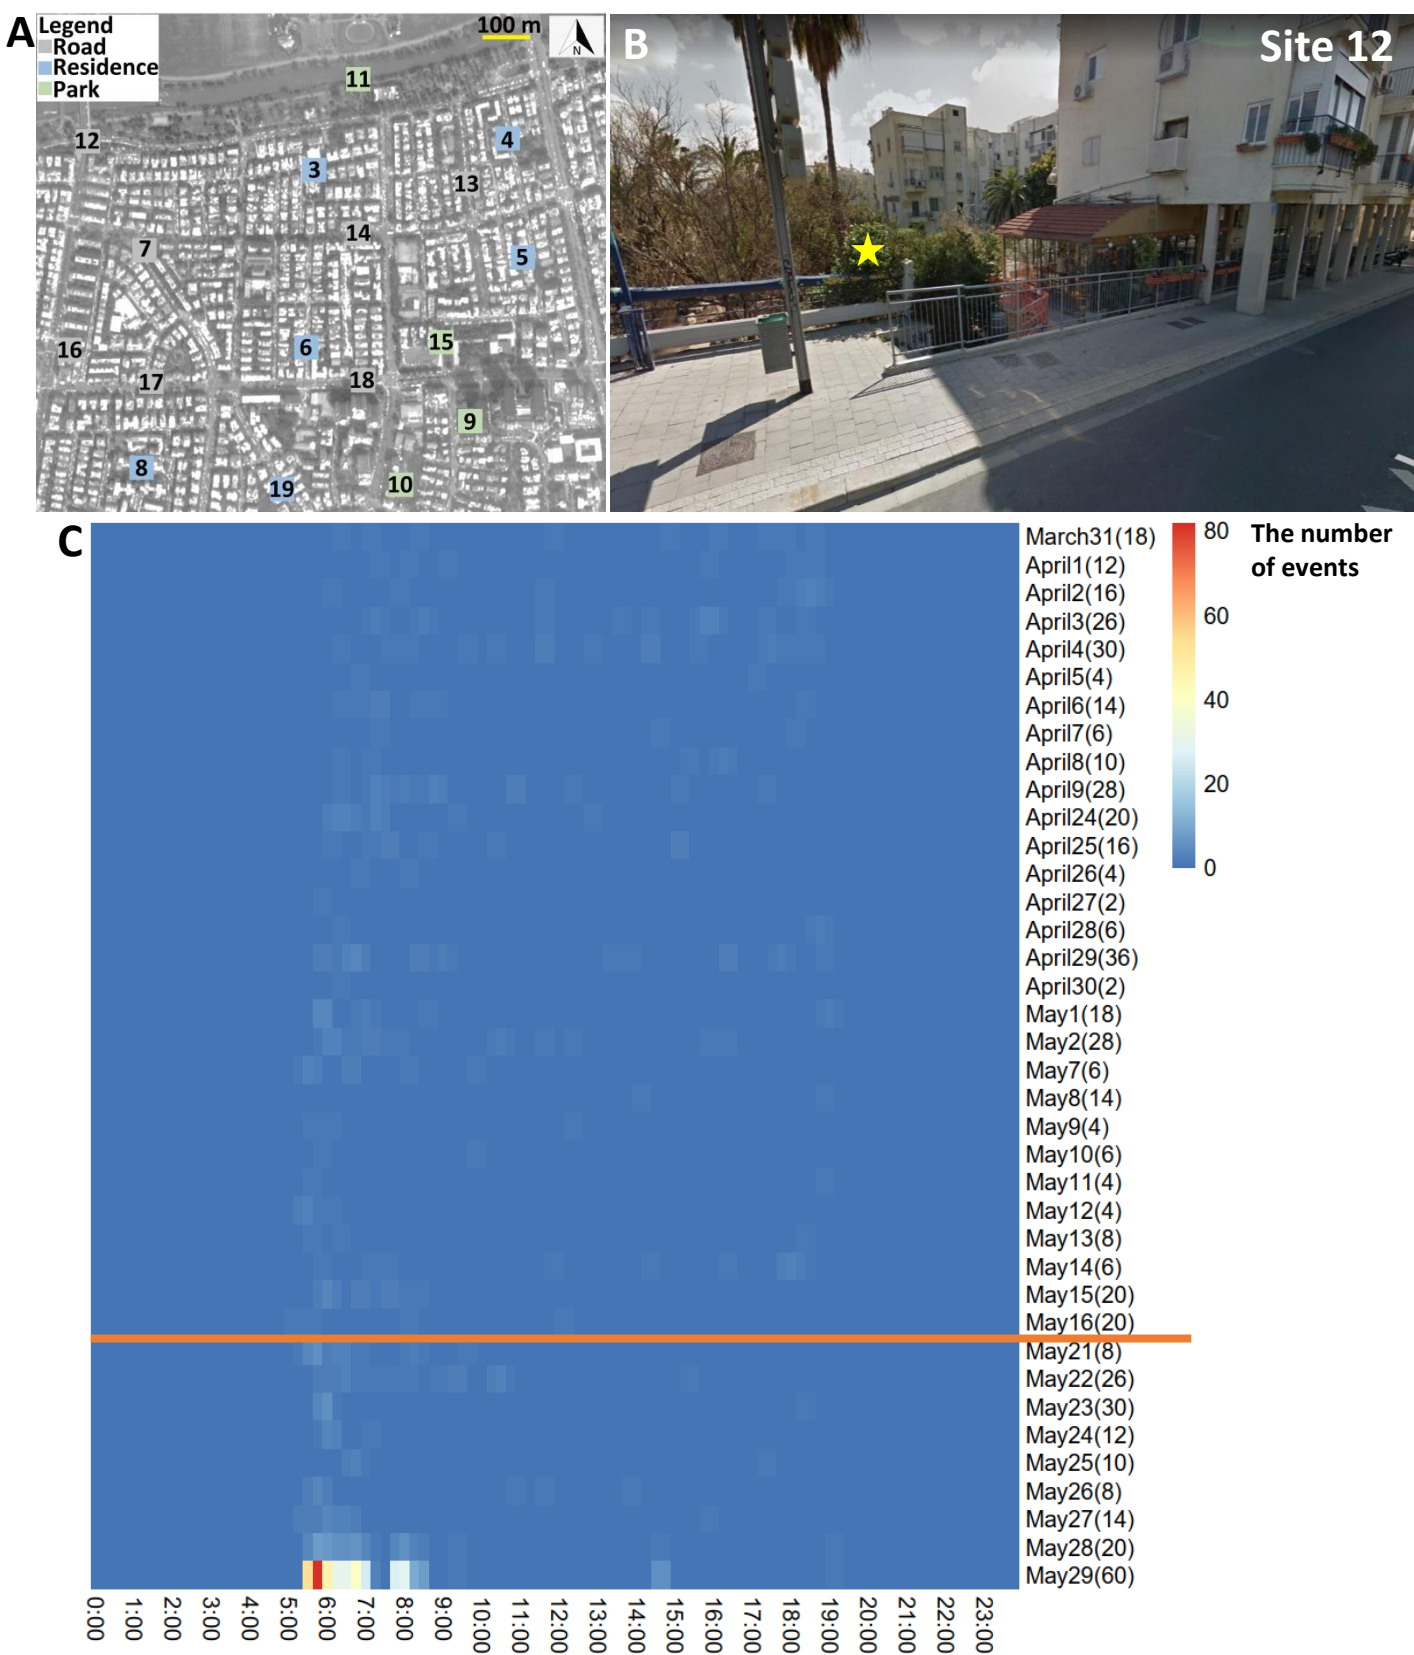 A
Legend
Road
Residence
Park
100 m
N
11
12
4
3
13
14
7
5
15
6
16
18
17
9
8
19
10
B
Site 12
C
March31(18)
April1(12)
April2(16)
April3(26)
April4(30)
April5(4)
April6(14)
April7(6)
April8(10)
April9(28)
April24(20)
April25(16)
April26(4)
April27(2)
April28(6)
April29(36)
April30(2)
May1(18)
May2(28)
May7(6)
May8(14)
May9(4)
May10(6)
May11(4)
May12(4)
May13(8)
May14(6)
May15(20)
May16(20)
May21(8)
May22(26)
May23(30)
May24(12)
May25(10)
May26(8)
May27(14)
May28(20)
May29(60)
80
60
40
20
0
The number
of events
0:00
1:00
2:00
3:00
4:00
5:00
6:00
7:00
8:00
9:00
10:00
11:00
12:00
13:00
14:00
15:00
16:00
17:00
18:00
19:00
20:00
21:00
22:00
23:00